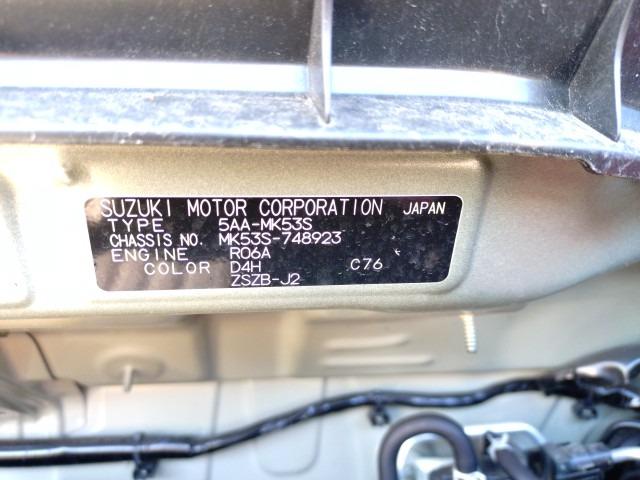 SUZUKI MOTOR CORPORATION JAPAN
TYPE 5AA-MK53S
CHASSIS NO. MK53S-748923
ENGINE R06A
COLOR D4H C76
ZSZB-J2